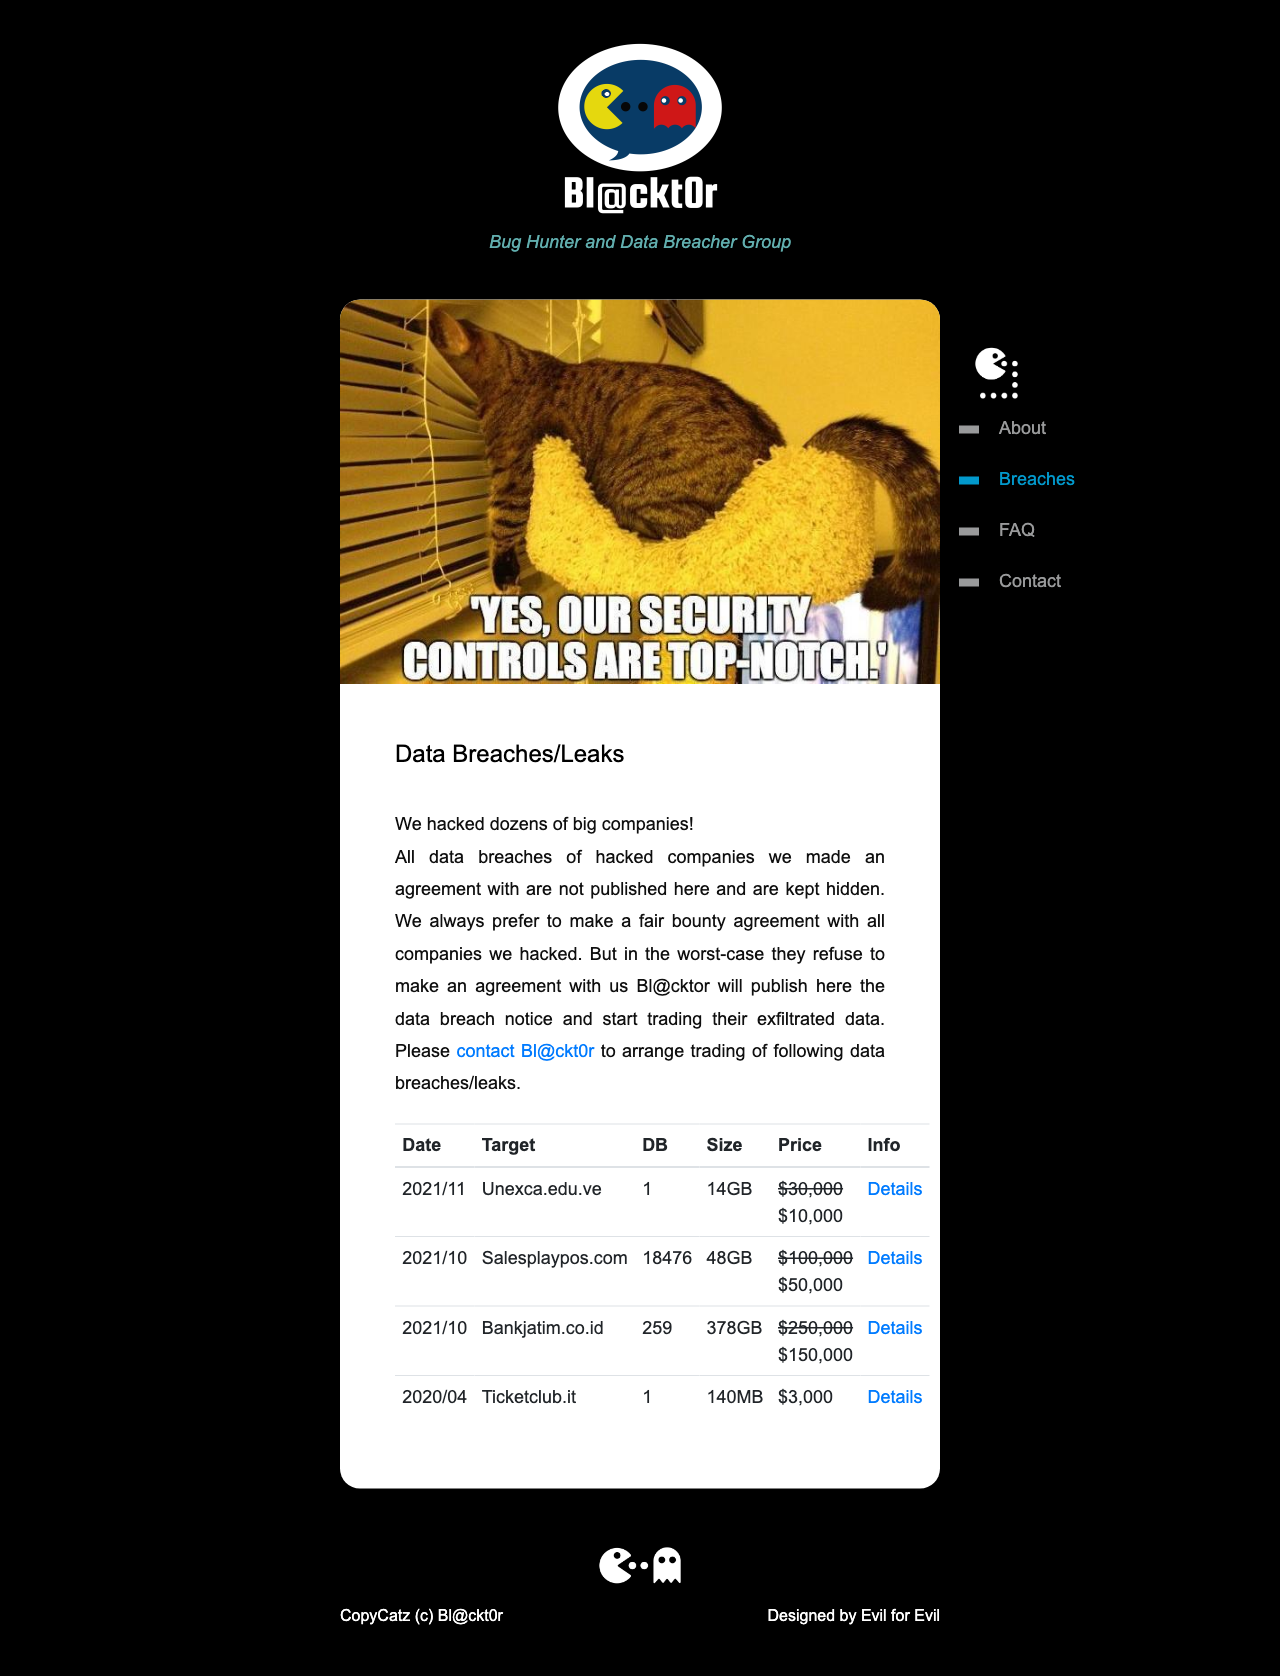 Bl@ckt0r
Bug Hunter and Data Breacher Group
'YES, OUR SECURITY
CONTROLS ARE TOP-NOTCH.'
About
Breaches
FAQ
Contact
Data Breaches/Leaks
We hacked dozens of big companies!
All data breaches of hacked companies we made an
agreement with are not published here and are kept hidden.
We always prefer to make a fair bounty agreement with all
companies we hacked. But in the worst-case they refuse to
make an agreement with us Bl@cktor will publish here the
data breach notice and start trading their exfiltrated data.
Please contact Bl@ckt0r to arrange trading of following data
breaches/leaks.
Date Target DB Size Price Info
2021/11 Unexca.edu.ve 1 14GB $30,000 Details
$10,000
2021/10 Salesplaypos.com 18476 48GB $100,000 Details
$50,000
2021/10 Bankjatim.co.id 259 378GB $250,000 Details
$150,000
2020/04 Ticketclub.it 1 140MB $3,000 Details
CopyCatz (c) Bl@ckt0r Designed by Evil for Evil